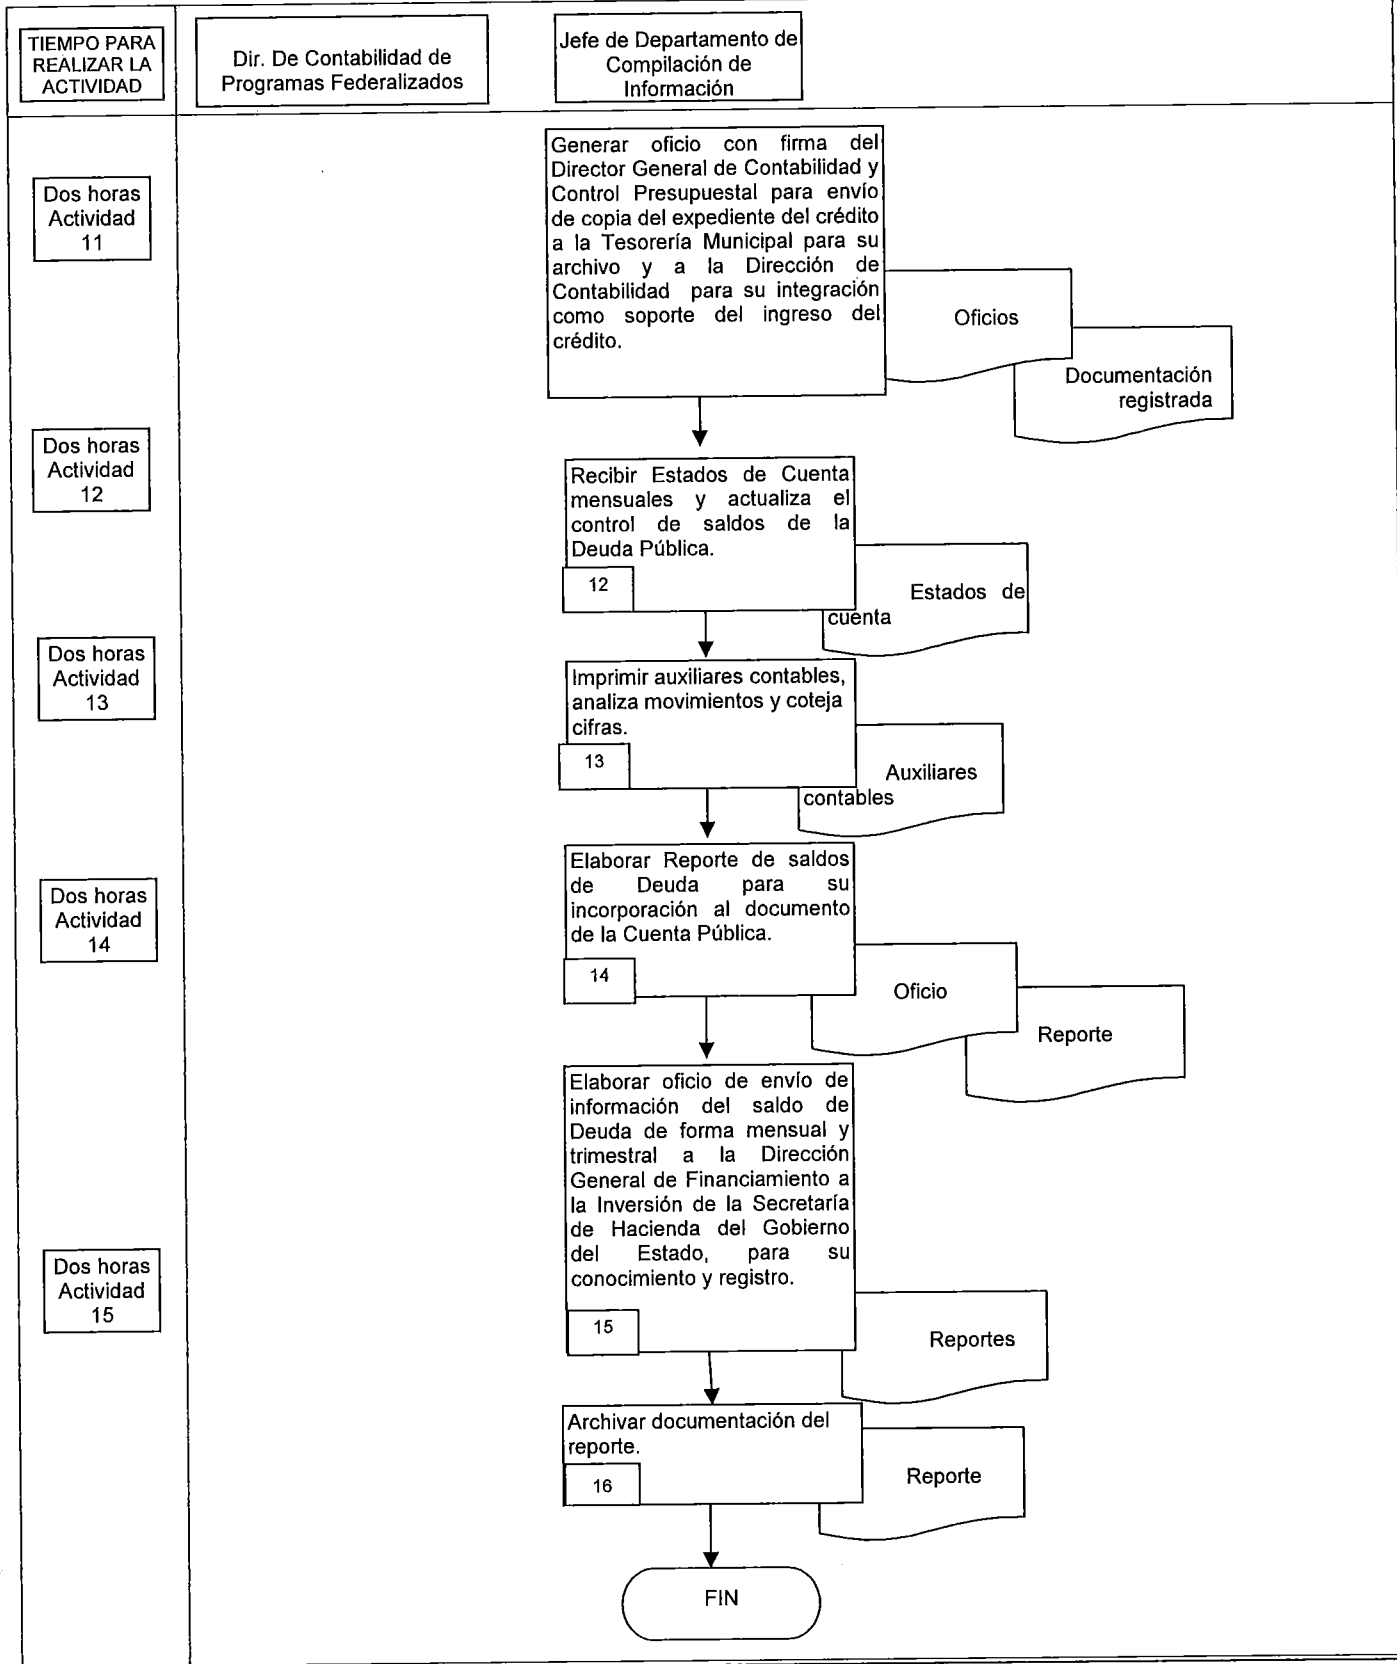 TIEMPO PARA
REALIZAR LA
ACTIVIDAD
Dir. De Contabilidad de
Programas Federalizados
Jefe de Departamento de
Compilación de
Información
Dos horas
Actividad
11
Generar oficio con firma del
Director General de Contabilidad y
Control Presupuestal para envío
de copia del expediente del crédito
a la Tesorería Municipal para su
archivo y a la Dirección de
Contabilidad para su integración
como soporte del ingreso del
crédito.
Oficios
Documentación
registrada
Dos horas
Actividad
12
Recibir Estados de Cuenta
mensuales y actualiza el
control de saldos de la
Deuda Pública.
12
Estados de
cuenta
Dos horas
Actividad
13
Imprimir auxiliares contables,
analiza movimientos y coteja
cifras.
13
Auxiliares
contables
Dos horas
Actividad
14
Elaborar Reporte de saldos
de Deuda para su
incorporación al documento
de la Cuenta Pública.
14
Oficio
Reporte
Dos horas
Actividad
15
Elaborar oficio de envío de
información del saldo de
Deuda de forma mensual y
trimestral a la Dirección
General de Financiamiento a
la Inversión de la Secretaría
de Hacienda del Gobierno
del Estado, para su
conocimiento y registro.
15
Reportes
Archivar documentación del
reporte.
16
Reporte
FIN